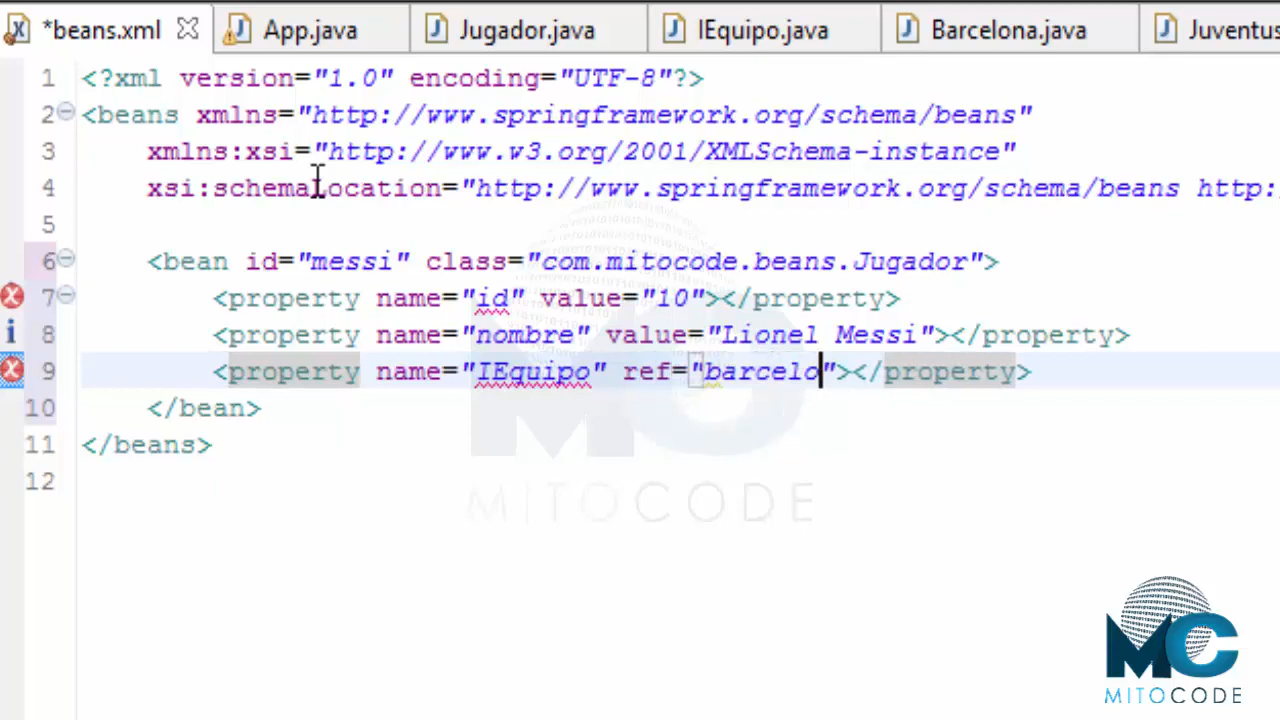 *beans.xml App.java Jugador.java IEquipo.java Barcelona.java Juventus
1 <?xml version="1.0" encoding="UTF-8"?>
2 <beans xmlns="http://www.springframework.org/schema/beans"
3 xmlns:xsi="http://www.w3.org/2001/XMLSchema-instance"
4 xsi:schemaLocation="http://www.springframework.org/schema/beans http:
5
6 <bean id="messi" class="com.mitocode.beans.Jugador">
7 <property name="id" value="10"></property>
8 <property name="nombre" value="Lionel Messi"></property>
9 <property name="IEquipo" ref="barcelo"></property>
10 </bean>
11 </beans>
12
MITOCODE
MC
MITOCODE